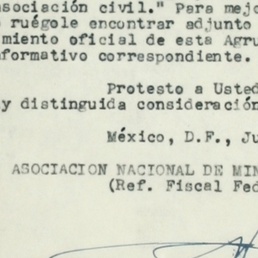 asociación civil." Para mejo
ruégole encontrar adjunto
miento oficial de esta Agru
nformativo correspondiente.
Protesto a Usted
y distinguida consideración
México, D.F., Ju
ASOCIACION NACIONAL DE MIN
(Ref. Fiscal Fed